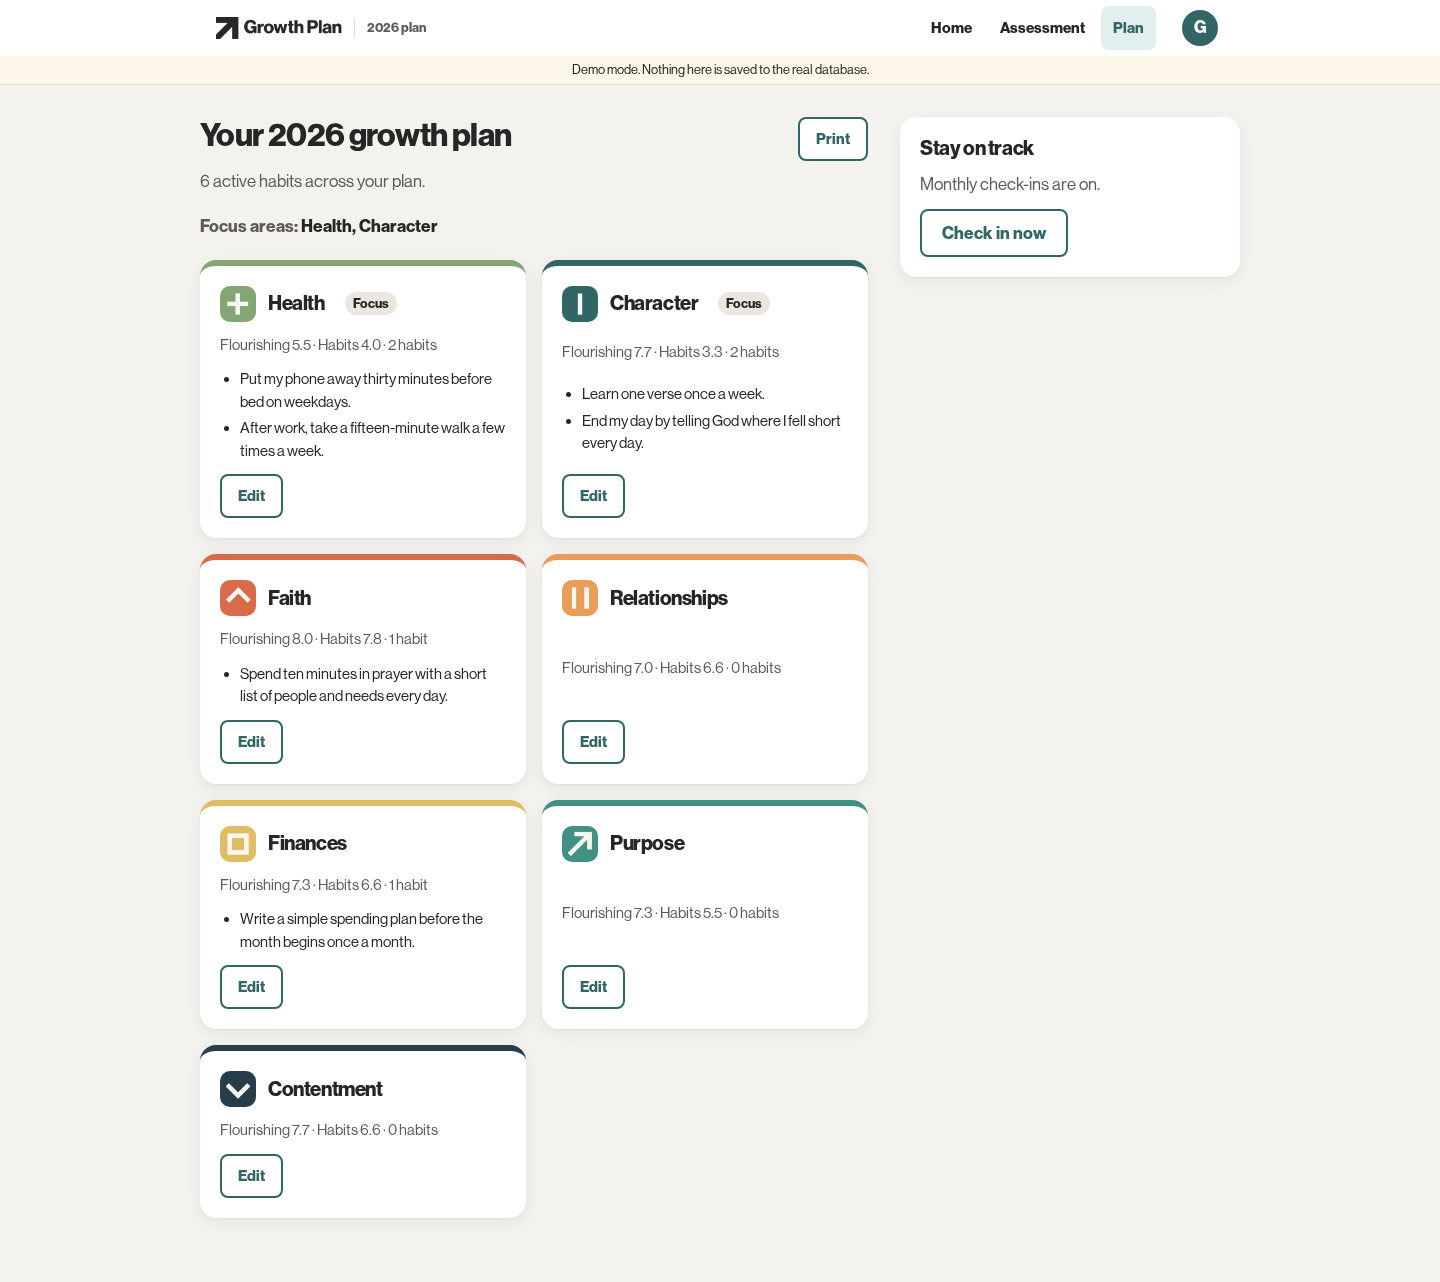 Growth Plan
2026 plan
Home
Assessment
Plan
G
Demo mode. Nothing here is saved to the real database.
Your 2026 growth plan
Print
6 active habits across your plan.
Focus areas: Health, Character
Stay on track
Monthly check-ins are on.
Check in now
Health
Focus
Flourishing 5.5 · Habits 4.0 · 2 habits
• Put my phone away thirty minutes before
bed on weekdays.
• After work, take a fifteen-minute walk a few
times a week.
Edit
Character
Focus
Flourishing 7.7 · Habits 3.3 · 2 habits
• Learn one verse once a week.
• End my day by telling God where I fell short
every day.
Edit
Faith
Flourishing 8.0 · Habits 7.8 · 1 habit
• Spend ten minutes in prayer with a short
list of people and needs every day.
Edit
Relationships
Flourishing 7.0 · Habits 6.6 · 0 habits
Edit
Finances
Flourishing 7.3 · Habits 6.6 · 1 habit
• Write a simple spending plan before the
month begins once a month.
Edit
Purpose
Flourishing 7.3 · Habits 5.5 · 0 habits
Edit
Contentment
Flourishing 7.7 · Habits 6.6 · 0 habits
Edit